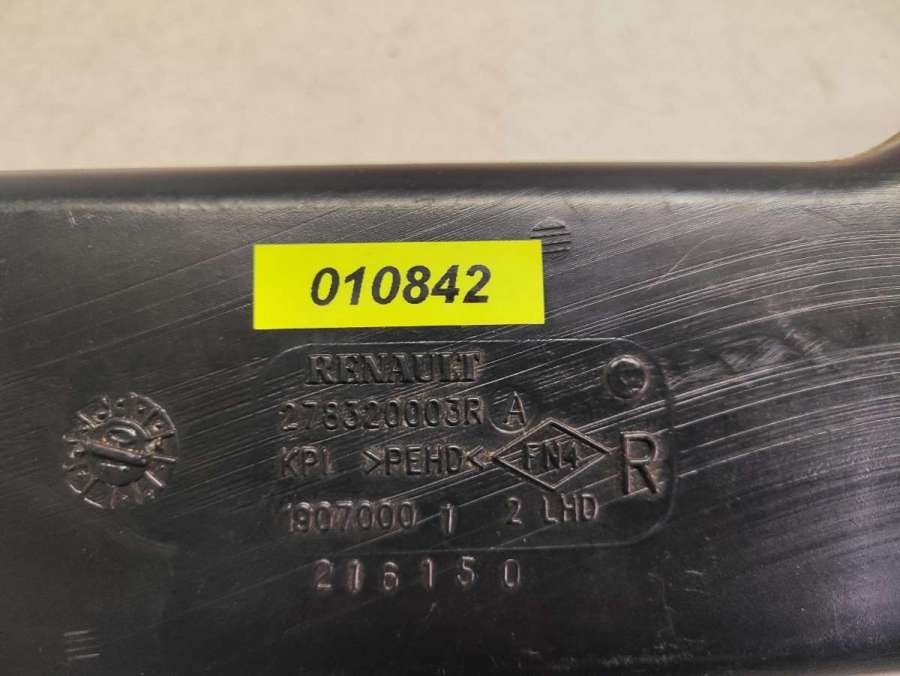 010842
RENAULT
278320003R A
KPL >PEHD< FN4 R
1907000 1 2 LHD
216150